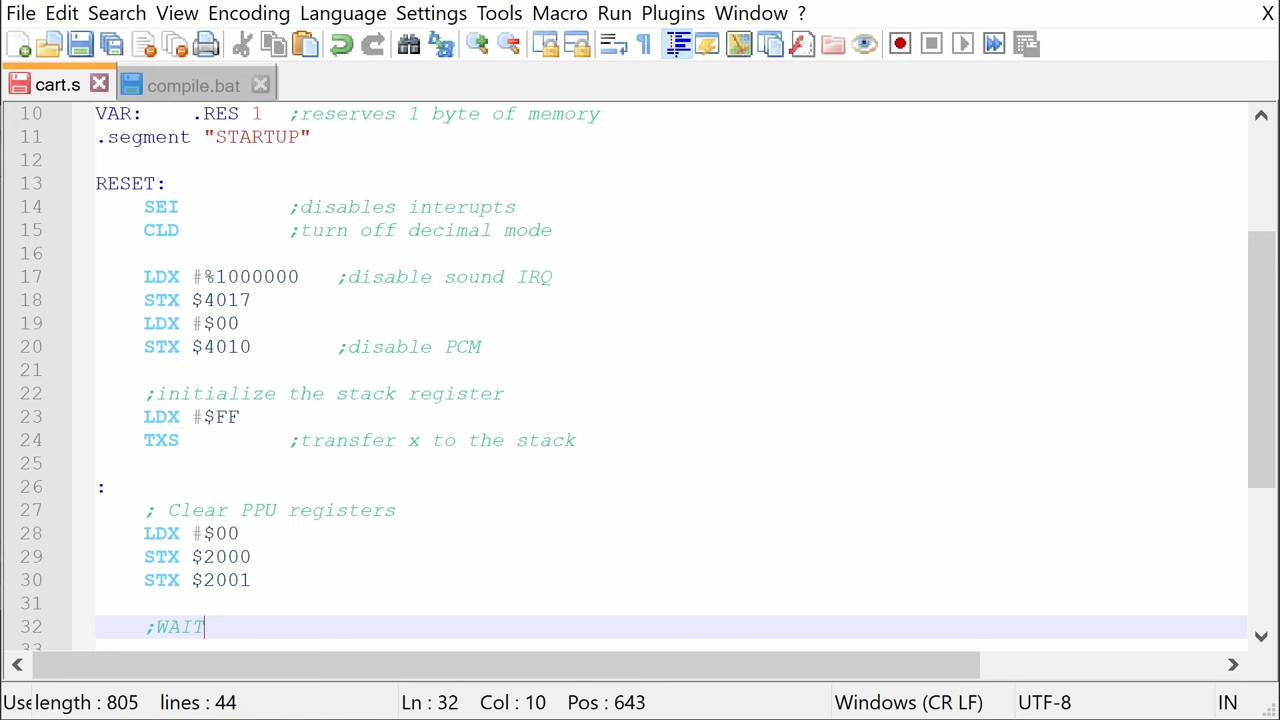 File Edit Search View Encoding Language Settings Tools Macro Run Plugins Window ? X
cart.s compile.bat
10 VAR: .RES 1 ;reserves 1 byte of memory
11 .segment "STARTUP"
12
13 RESET:
14 SEI ;disables interupts
15 CLD ;turn off decimal mode
16
17 LDX #%1000000 ;disable sound IRQ
18 STX $4017
19 LDX #$00
20 STX $4010 ;disable PCM
21
22 ;initialize the stack register
23 LDX #$FF
24 TXS ;transfer x to the stack
25
26 :
27 ; Clear PPU registers
28 LDX #$00
29 STX $2000
30 STX $2001
31
32 ;WAIT
33
Use length : 805 lines : 44 Ln : 32 Col : 10 Pos : 643 Windows (CR LF) UTF-8 IN